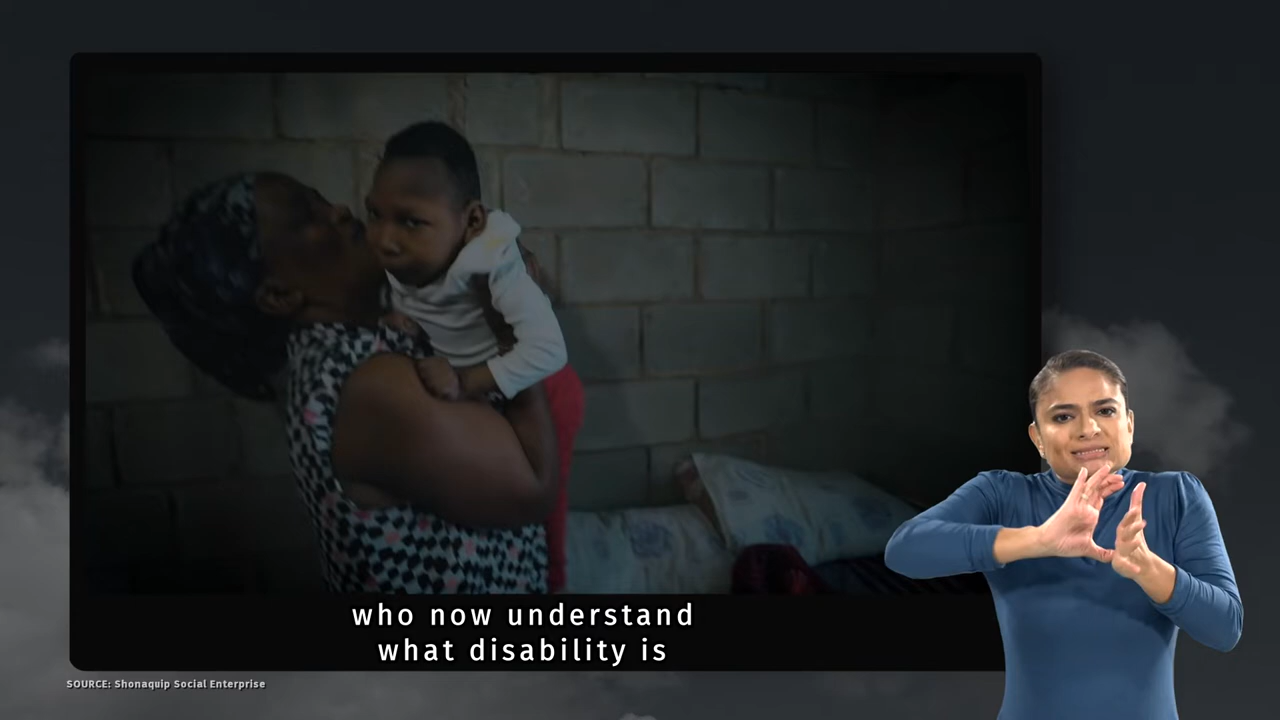 who now understand
what disability is
SOURCE: Shonaquip Social Enterprise